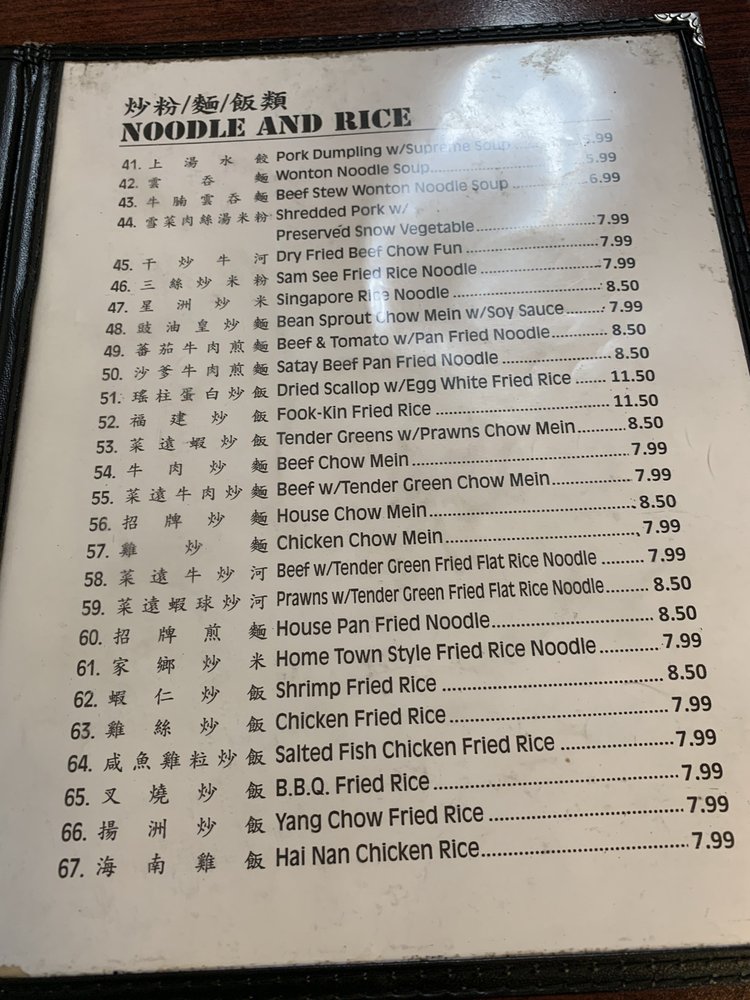 炒粉/麵/飯類
NOODLE AND RICE
41. 上湯水餃 Pork Dumpling w/Supreme Soup 5.99
42. 雲吞麵 Wonton Noodle Soup 5.99
43. 牛腩雲吞麵 Beef Stew Wonton Noodle Soup 6.99
44. 雪菜肉絲湯米粉 Shredded Pork w/
Preserved Snow Vegetable 7.99
45. 干炒牛河 Dry Fried Beef Chow Fun 7.99
46. 三絲炒米粉 Sam See Fried Rice Noodle 7.99
47. 星洲炒米 Singapore Rice Noodle 8.50
48. 豉油皇炒麵 Bean Sprout Chow Mein w/Soy Sauce 7.99
49. 蕃茄牛肉煎麵 Beef & Tomato w/Pan Fried Noodle 8.50
50. 沙爹牛肉煎麵 Satay Beef Pan Fried Noodle 8.50
51. 瑤柱蛋白炒飯 Dried Scallop w/Egg White Fried Rice 11.50
52. 福建炒飯 Fook-Kin Fried Rice 11.50
53. 菜遠蝦炒飯 Tender Greens w/Prawns Chow Mein 8.50
54. 牛肉炒麵 Beef Chow Mein 7.99
55. 菜遠牛肉炒麵 Beef w/Tender Green Chow Mein 7.99
56. 招牌炒麵 House Chow Mein 8.50
57. 雞炒麵 Chicken Chow Mein 7.99
58. 菜遠牛炒河 Beef w/Tender Green Fried Flat Rice Noodle 7.99
59. 菜遠蝦球炒河 Prawns w/Tender Green Fried Flat Rice Noodle 8.50
60. 招牌煎麵 House Pan Fried Noodle 8.50
61. 家鄉炒米 Home Town Style Fried Rice Noodle 7.99
62. 蝦仁炒飯 Shrimp Fried Rice 8.50
63. 雞絲炒飯 Chicken Fried Rice 7.99
64. 咸魚雞粒炒飯 Salted Fish Chicken Fried Rice 7.99
65. 叉燒炒飯 B.B.Q. Fried Rice 7.99
66. 揚洲炒飯 Yang Chow Fried Rice 7.99
67. 海南雞飯 Hai Nan Chicken Rice 7.99